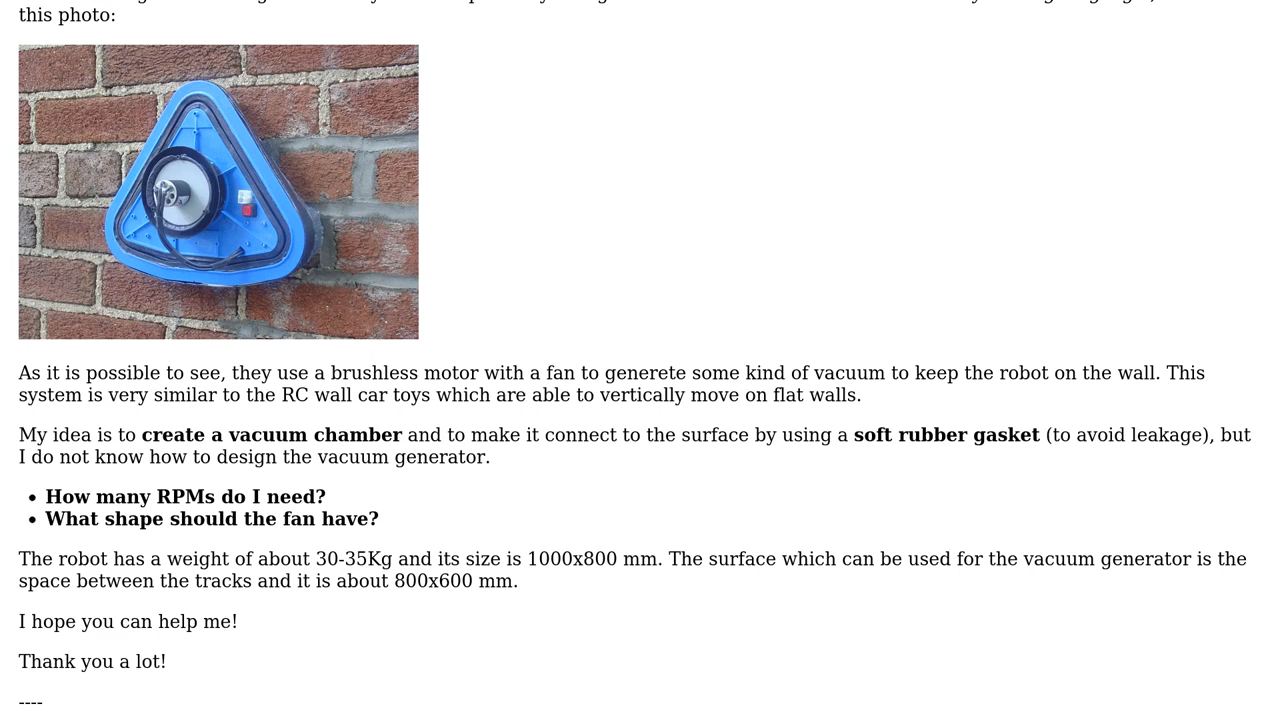 this photo:
As it is possible to see, they use a brushless motor with a fan to generete some kind of vacuum to keep the robot on the wall. This
system is very similar to the RC wall car toys which are able to vertically move on flat walls.
My idea is to create a vacuum chamber and to make it connect to the surface by using a soft rubber gasket (to avoid leakage), but
I do not know how to design the vacuum generator.
• How many RPMs do I need?
• What shape should the fan have?
The robot has a weight of about 30-35Kg and its size is 1000x800 mm. The surface which can be used for the vacuum generator is the
space between the tracks and it is about 800x600 mm.
I hope you can help me!
Thank you a lot!
----